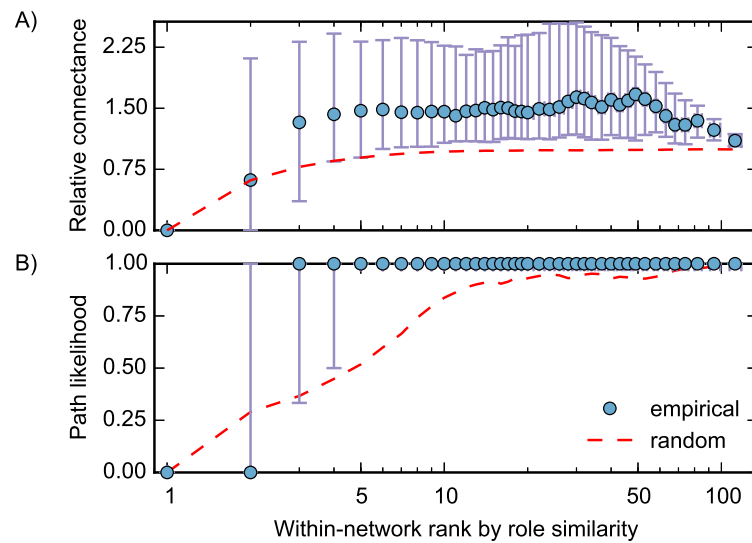 A)
Relative connectance
2.25
1.50
0.75
0.00
B)
Path likelihood
1.00
0.75
0.50
0.25
0.00
empirical
random
1 5 10 50 100
Within-network rank by role similarity